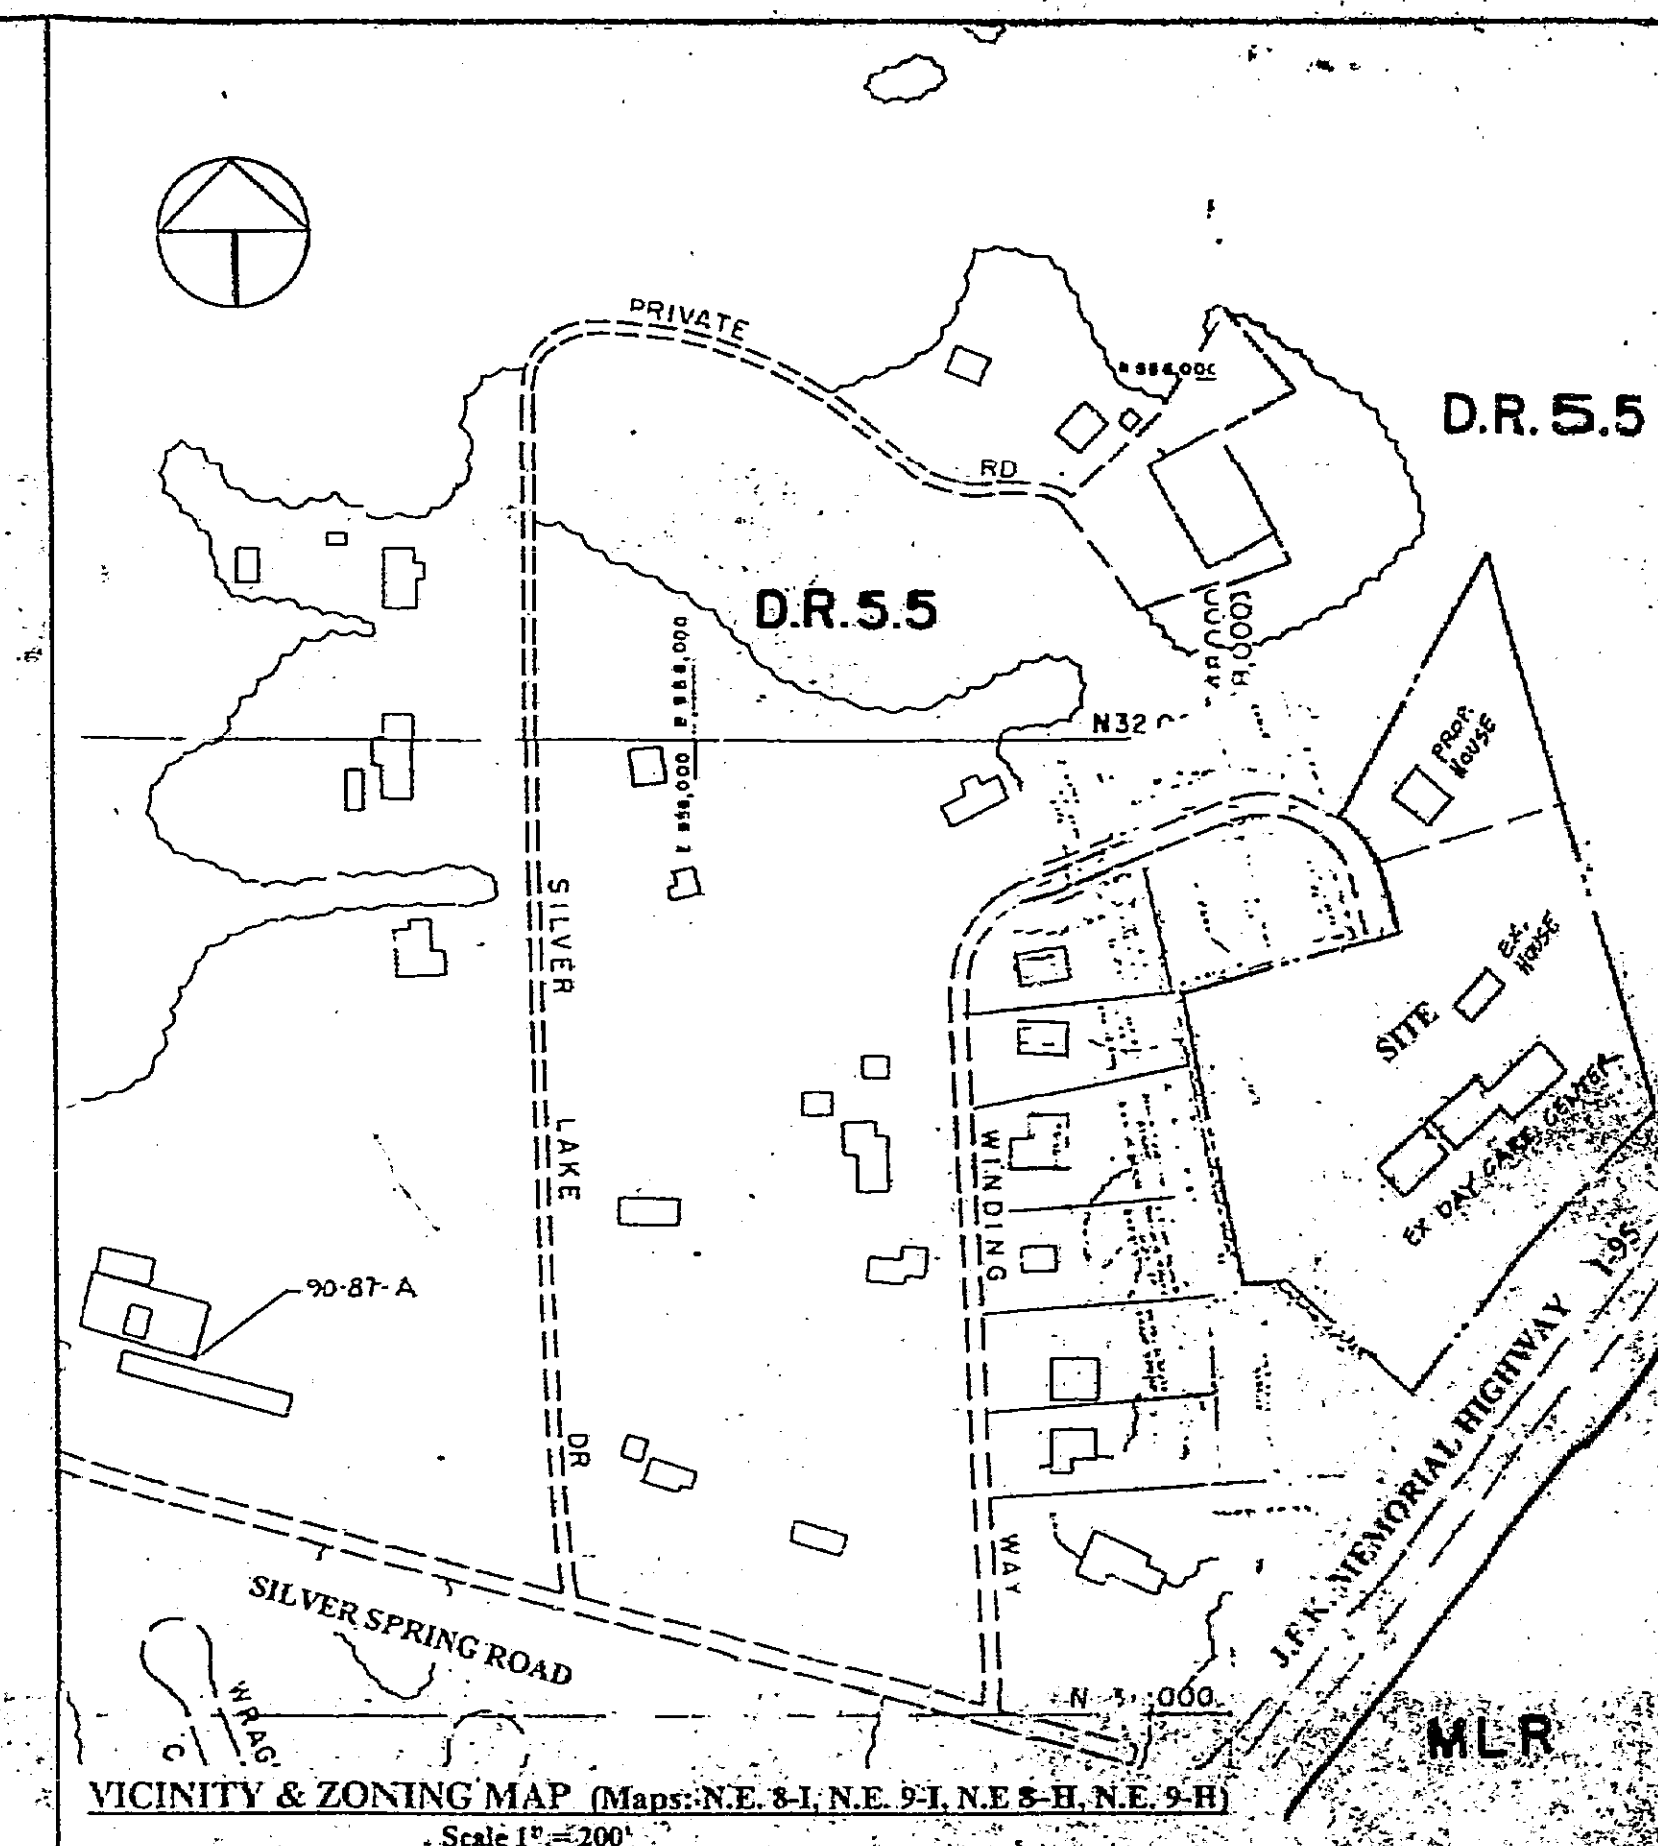 PRIVATE
RD
D.R. 5.5
D.R. 5.5
N32
PROP.
HOUSE
SILVER
LAKE
DR
EX.
HOUSE
SITE
EX DAY CARE CENTER
WINDING
WAY
90-87-A
I-95
J.F.K. MEMORIAL HIGHWAY
SILVER SPRING ROAD
WRAG
C
N 000
MLR
VICINITY & ZONING MAP (Maps: N.E. 8-I, N.E. 9-I, N.E 8-H, N.E. 9-H)
Scale 1" = 200'